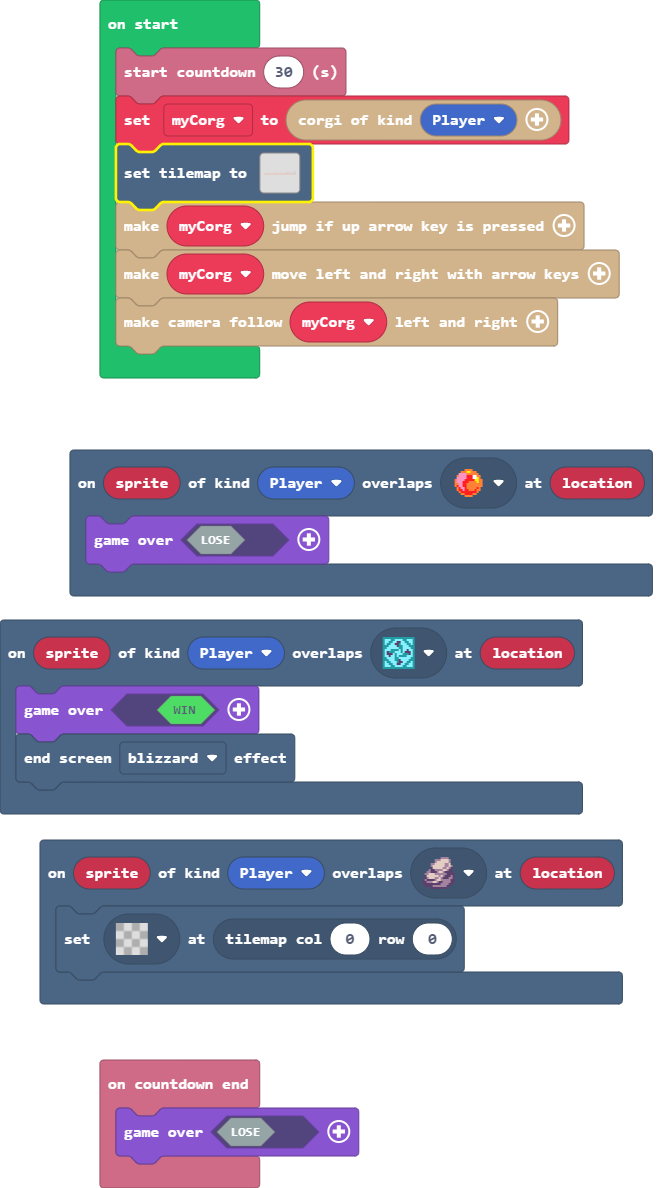 on start
start countdown 30 (s)
set myCorg to corgi of kind Player
set tilemap to
make myCorg jump if up arrow key is pressed
make myCorg move left and right with arrow keys
make camera follow myCorg left and right
on sprite of kind Player overlaps at location
game over LOSE
on sprite of kind Player overlaps at location
game over WIN
end screen blizzard effect
on sprite of kind Player overlaps at location
set at tilemap col 0 row 0
on countdown end
game over LOSE